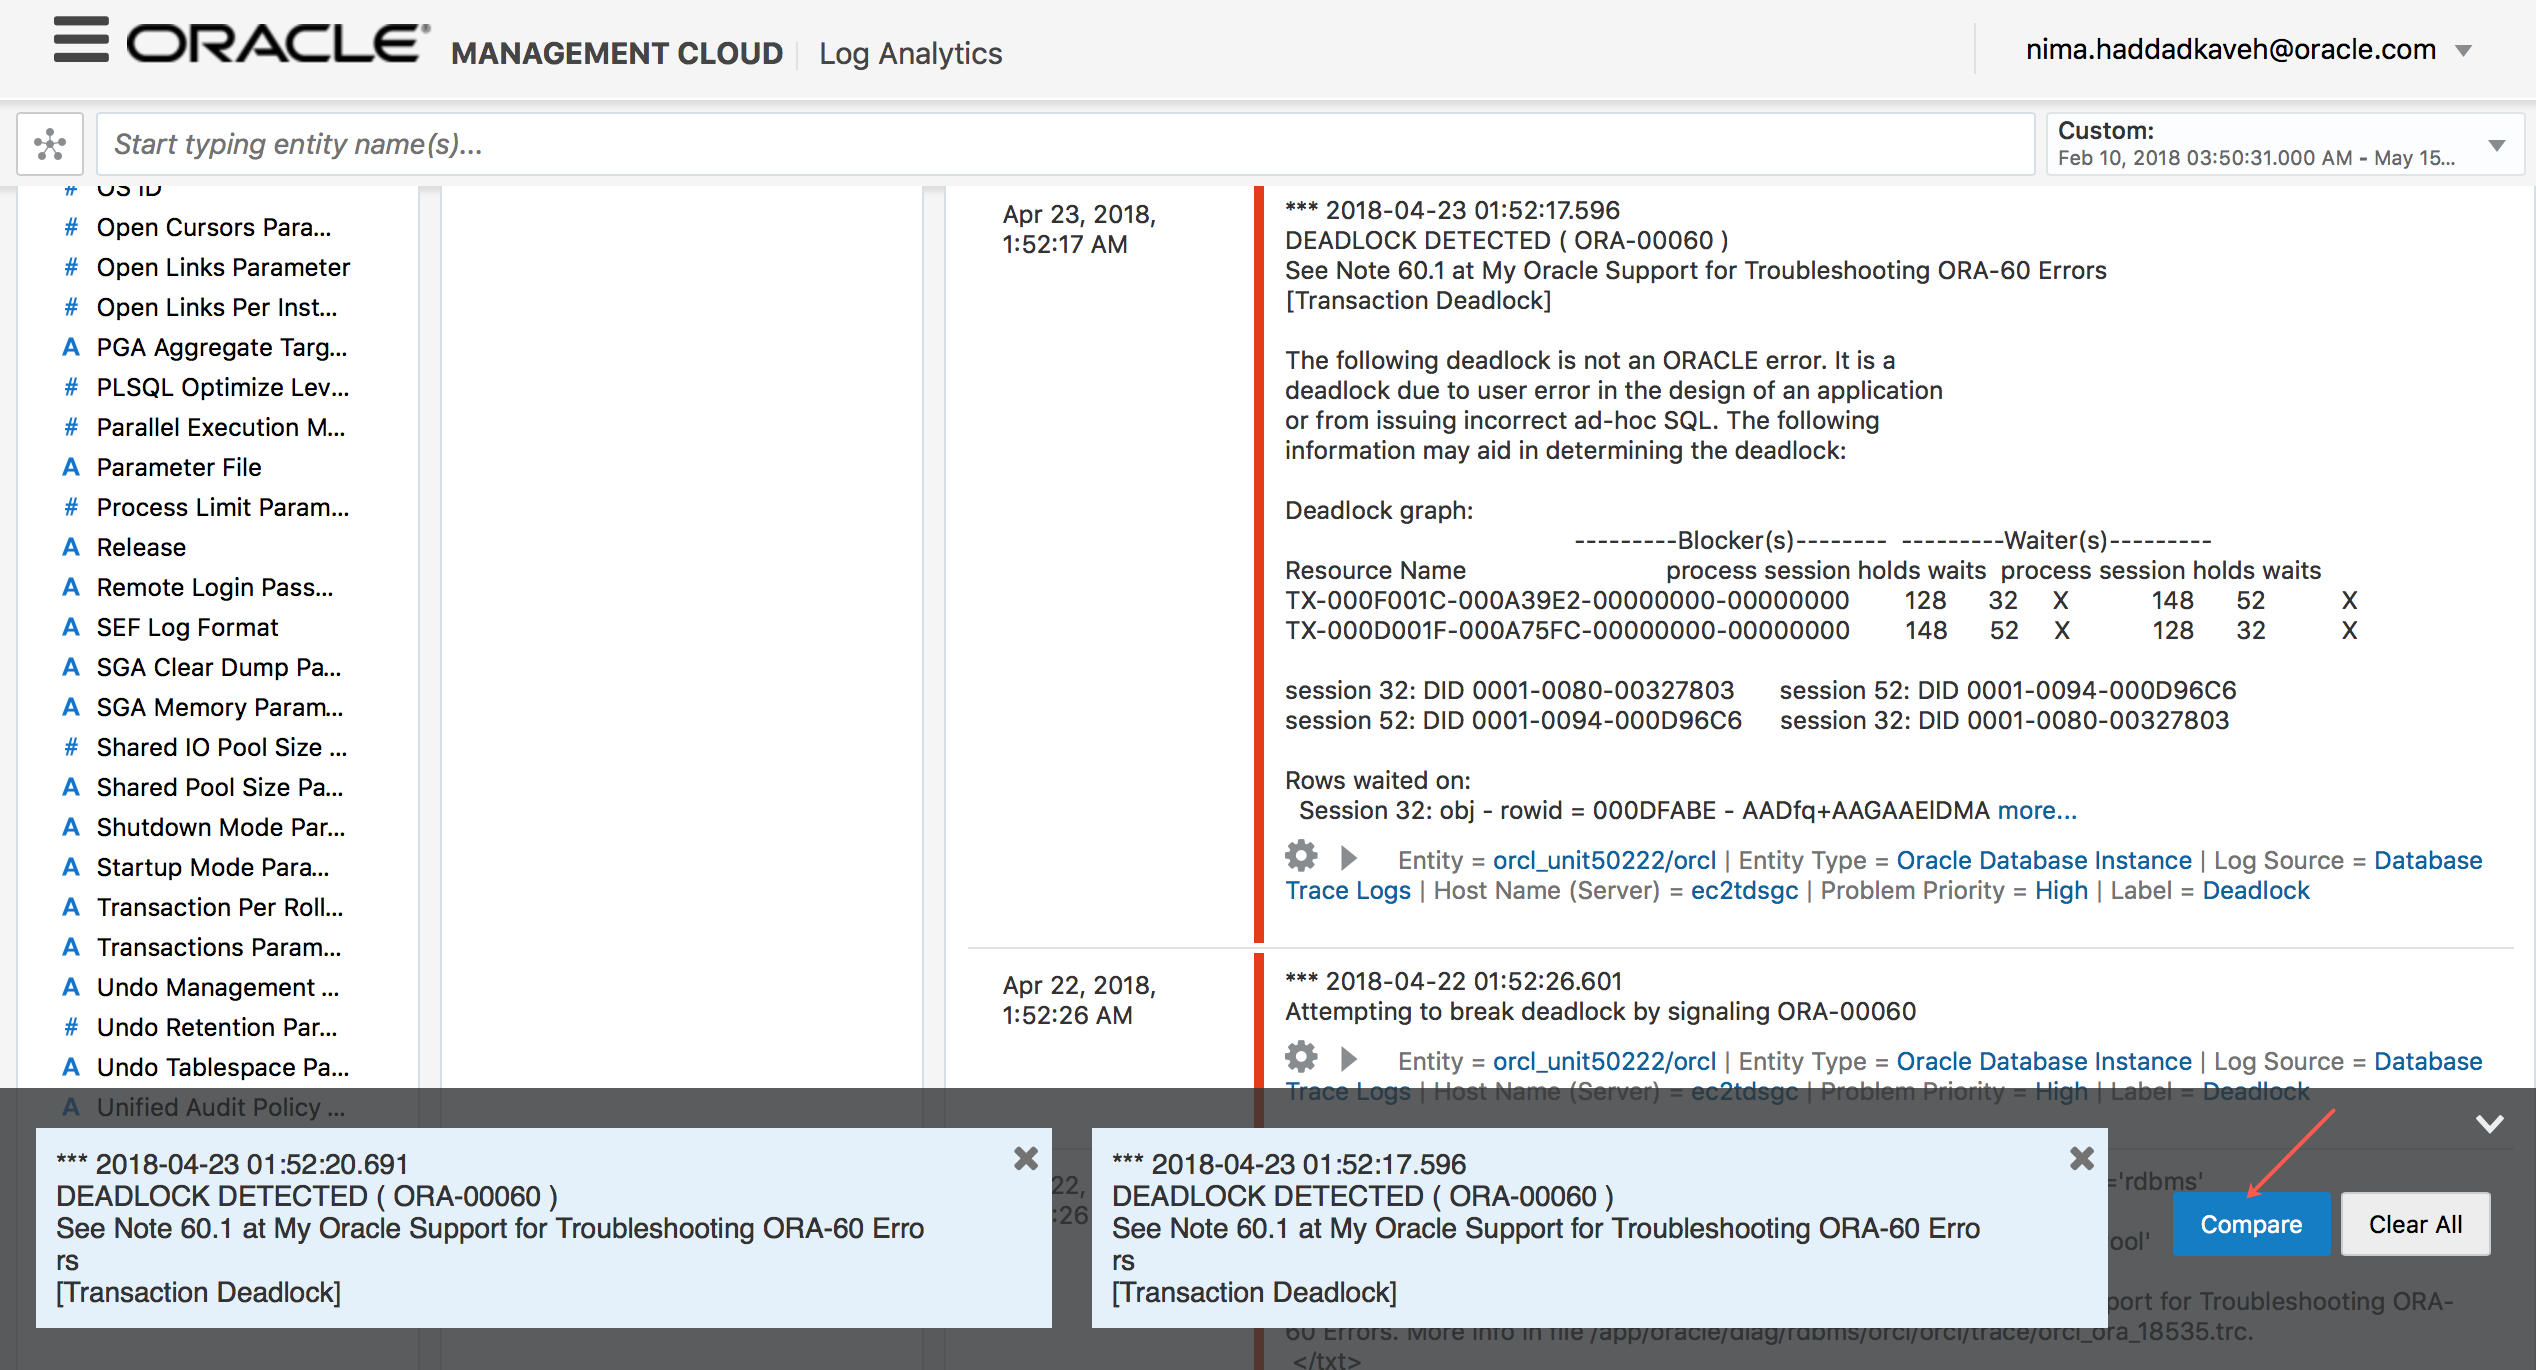 ORACLE® MANAGEMENT CLOUD | Log Analytics
nima.haddadkaveh@oracle.com
Start typing entity name(s)...
Custom:
Feb 10, 2018 03:50:31.000 AM - May 15...
# OS ID
# Open Cursors Para...
# Open Links Parameter
# Open Links Per Inst...
A PGA Aggregate Targ...
# PLSQL Optimize Lev...
# Parallel Execution M...
A Parameter File
# Process Limit Param...
A Release
A Remote Login Pass...
A SEF Log Format
A SGA Clear Dump Pa...
A SGA Memory Param...
# Shared IO Pool Size ...
A Shared Pool Size Pa...
A Shutdown Mode Par...
A Startup Mode Para...
A Transaction Per Roll...
A Transactions Param...
A Undo Management ...
# Undo Retention Par...
A Undo Tablespace Pa...
A Unified Audit Policy ...
Apr 23, 2018,
1:52:17 AM
*** 2018-04-23 01:52:17.596
DEADLOCK DETECTED ( ORA-00060 )
See Note 60.1 at My Oracle Support for Troubleshooting ORA-60 Errors
[Transaction Deadlock]
The following deadlock is not an ORACLE error. It is a
deadlock due to user error in the design of an application
or from issuing incorrect ad-hoc SQL. The following
information may aid in determining the deadlock:
Deadlock graph:
---------Blocker(s)-------- ---------Waiter(s)---------
Resource Name process session holds waits process session holds waits
TX-000F001C-000A39E2-00000000-00000000 128 32 X 148 52 X
TX-000D001F-000A75FC-00000000-00000000 148 52 X 128 32 X
session 32: DID 0001-0080-00327803 session 52: DID 0001-0094-000D96C6
session 52: DID 0001-0094-000D96C6 session 32: DID 0001-0080-00327803
Rows waited on:
Session 32: obj - rowid = 000DFABE - AADfq+AAGAAElDMA more...
Entity = orcl_unit50222/orcl | Entity Type = Oracle Database Instance | Log Source = Database
Trace Logs | Host Name (Server) = ec2tdsgc | Problem Priority = High | Label = Deadlock
Apr 22, 2018,
1:52:26 AM
*** 2018-04-22 01:52:26.601
Attempting to break deadlock by signaling ORA-00060
Entity = orcl_unit50222/orcl | Entity Type = Oracle Database Instance | Log Source = Database
Trace Logs | Host Name (Server) = ec2tdsgc | Problem Priority = High | Label = Deadlock
*** 2018-04-23 01:52:20.691
DEADLOCK DETECTED ( ORA-00060 )
See Note 60.1 at My Oracle Support for Troubleshooting ORA-60 Erro
rs
[Transaction Deadlock]
22,
:26
*** 2018-04-23 01:52:17.596
DEADLOCK DETECTED ( ORA-00060 )
See Note 60.1 at My Oracle Support for Troubleshooting ORA-60 Erro
rs
[Transaction Deadlock]
='rdbms'
Compare
Clear All
ool'
port for Troubleshooting ORA-
60 Errors. More info in file /app/oracle/diag/rdbms/orcl/orcl/trace/orcl_ora_18535.trc.
</txt>